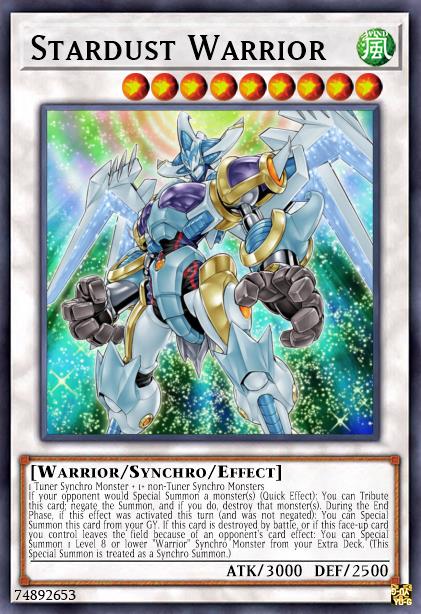 STARDUST WARRIOR
WIND
風
[WARRIOR/SYNCHRO/EFFECT]
1 Tuner Synchro Monster + 1+ non-Tuner Synchro Monsters
If your opponent would Special Summon a monster(s) (Quick Effect): You can Tribute
this card; negate the Summon, and if you do, destroy that monster(s). During the End
Phase, if this effect was activated this turn (and was not negated): You can Special
Summon this card from your GY. If this card is destroyed by battle, or if this face-up card
you control leaves the field because of an opponent's card effect: You can Special
Summon 1 Level 8 or lower "Warrior" Synchro Monster from your Extra Deck. (This
Special Summon is treated as a Synchro Summon.)
ATK/3000 DEF/2500
74892653